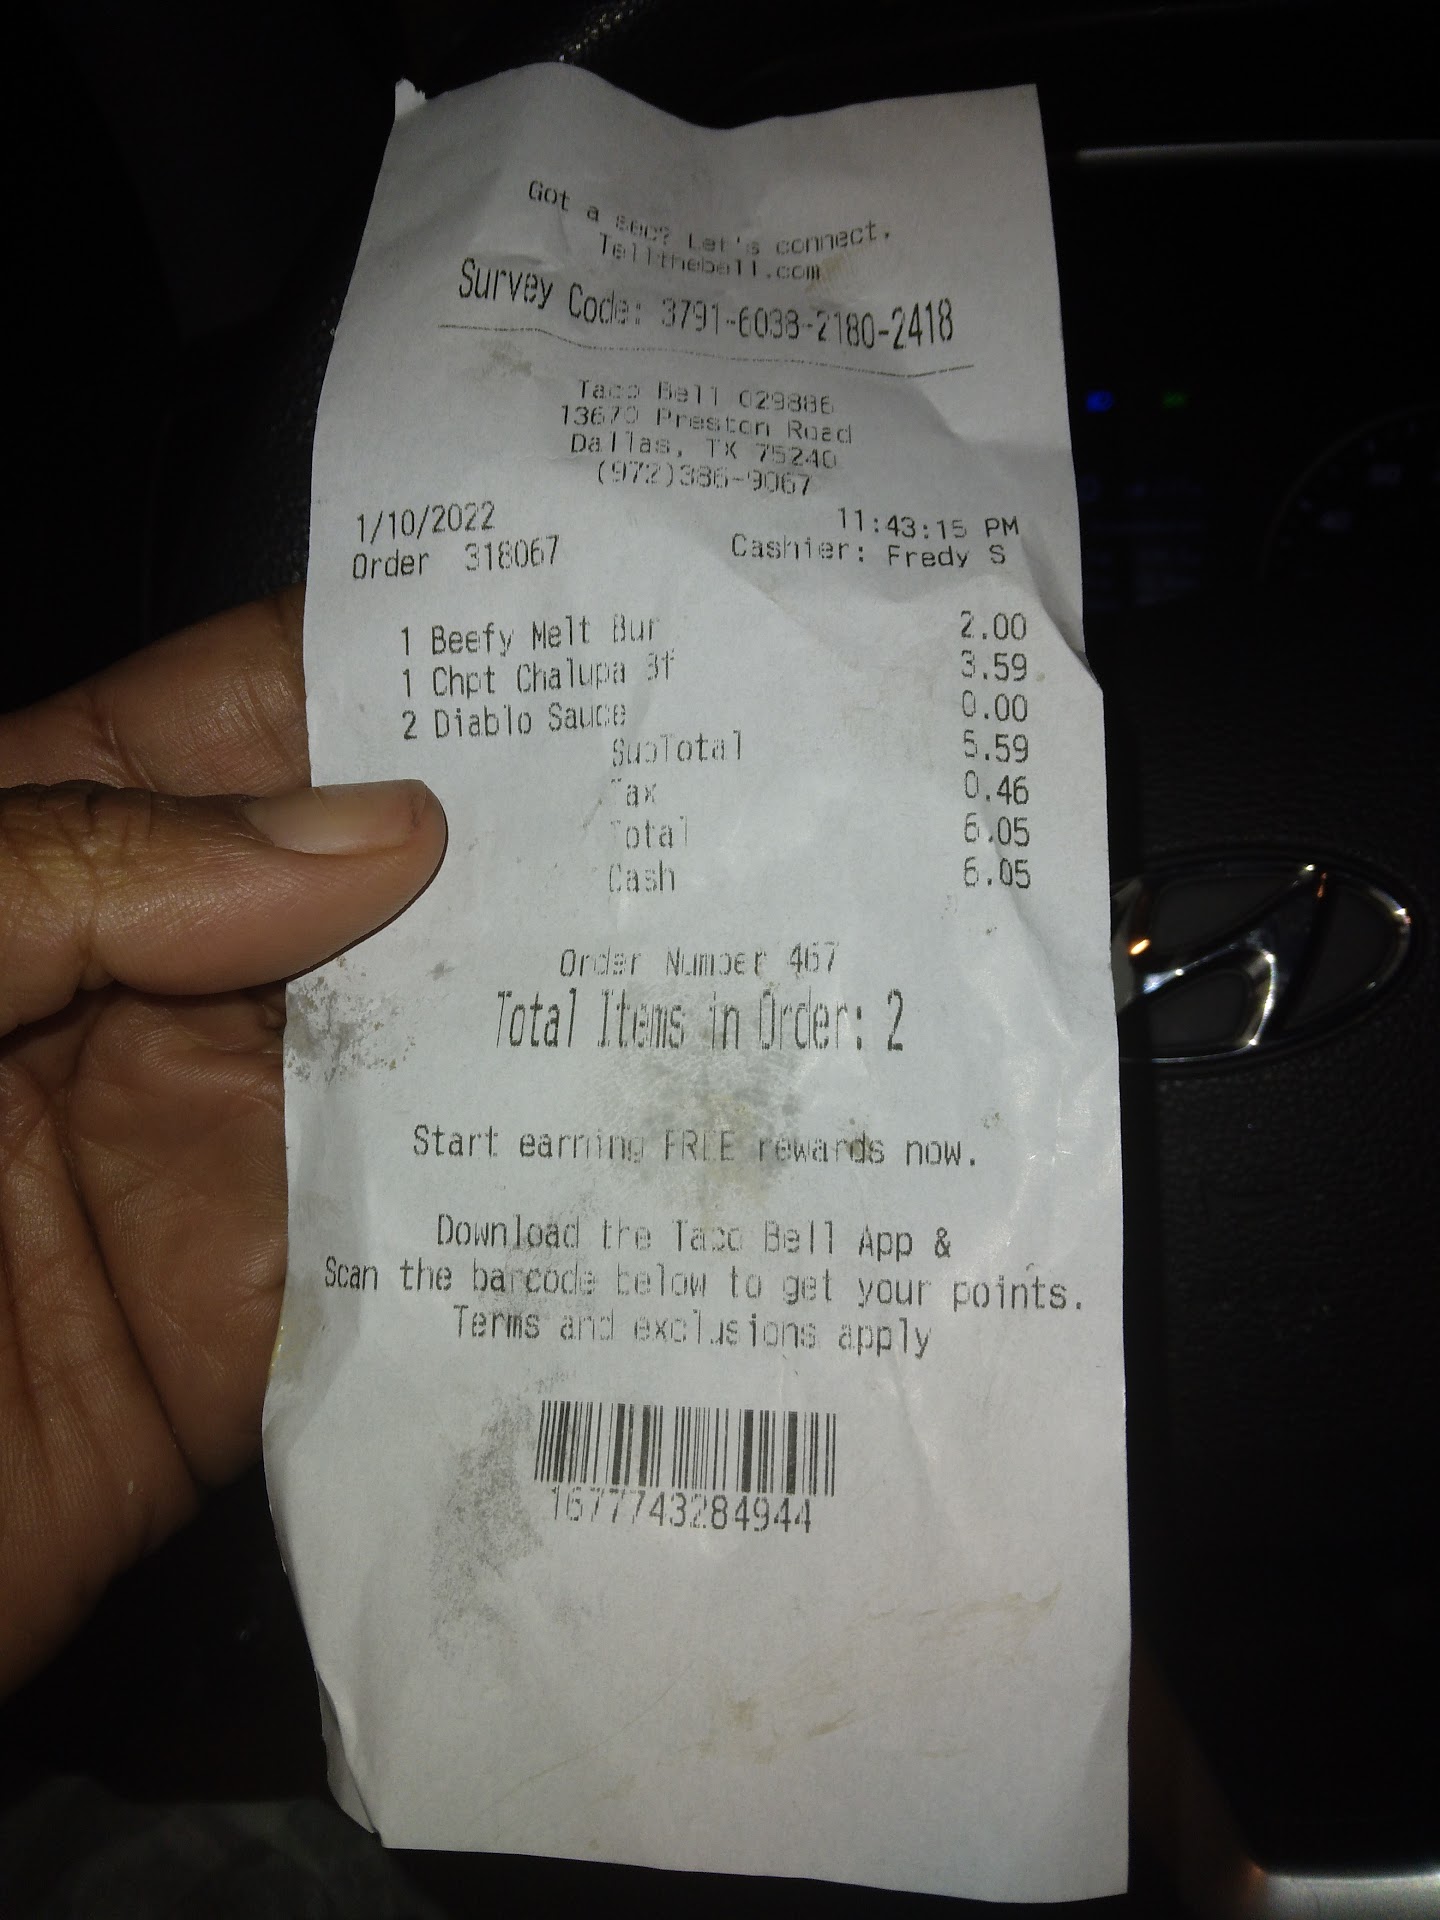 Got a sec? Let's connect.
Tellthebell.com
Survey Code: 3791-6038-2180-2418
Taco Bell 029886
13670 Preston Road
Dallas, TX 75240
(972)386-9067
1/10/2022 11:43:15 PM
Order 318067 Cashier: Fredy S
1 Beefy Melt Bur 2.00
1 Chpt Chalupa Bf 3.59
2 Diablo Sauce 0.00
SubTotal 5.59
Tax 0.46
Total 6.05
Cash 6.05
Order Number 467
Total Items in Order: 2
Start earning FREE rewards now.
Download the Taco Bell App &
Scan the barcode below to get your points.
Terms and exclusions apply
1677743284944